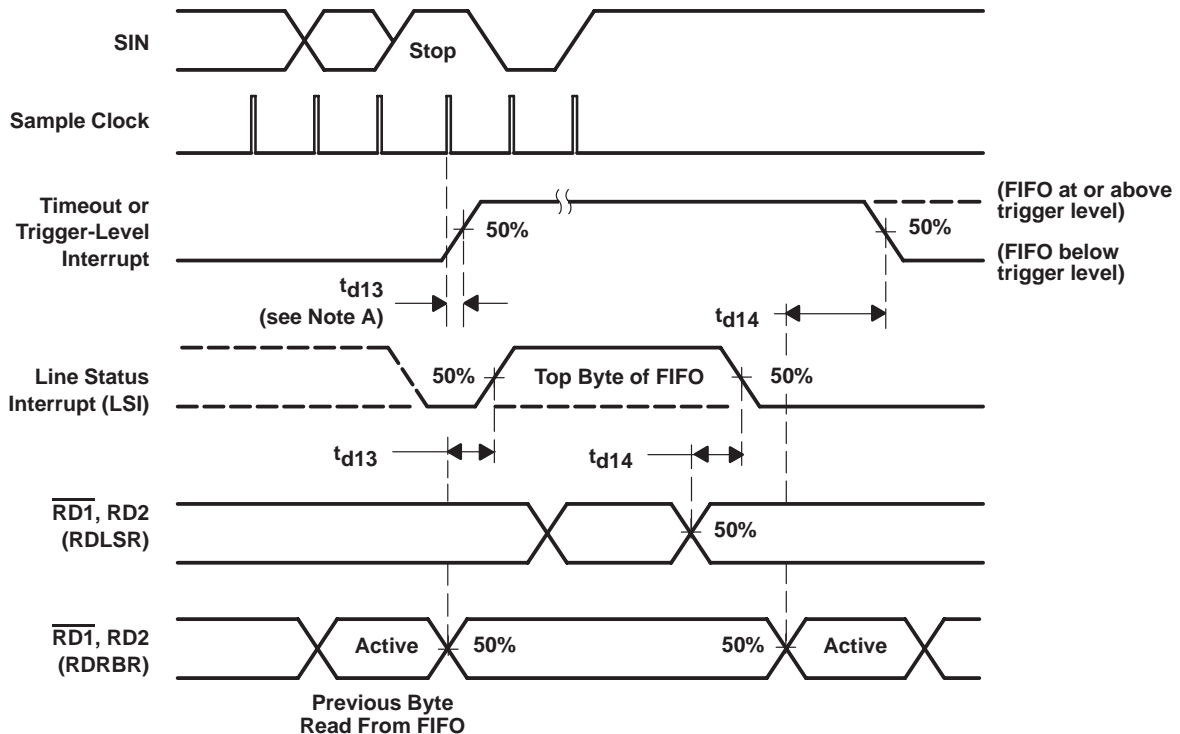 SIN
Stop
Sample Clock
Timeout or
Trigger-Level
Interrupt
50%
50%
(FIFO at or above
trigger level)
(FIFO below
trigger level)
td13
(see Note A)
td14
Line Status
Interrupt (LSI)
50%
Top Byte of FIFO
50%
td13
td14
RD1, RD2
(RDLSR)
50%
RD1, RD2
(RDRBR)
Active
50%
50%
Active
Previous Byte
Read From FIFO